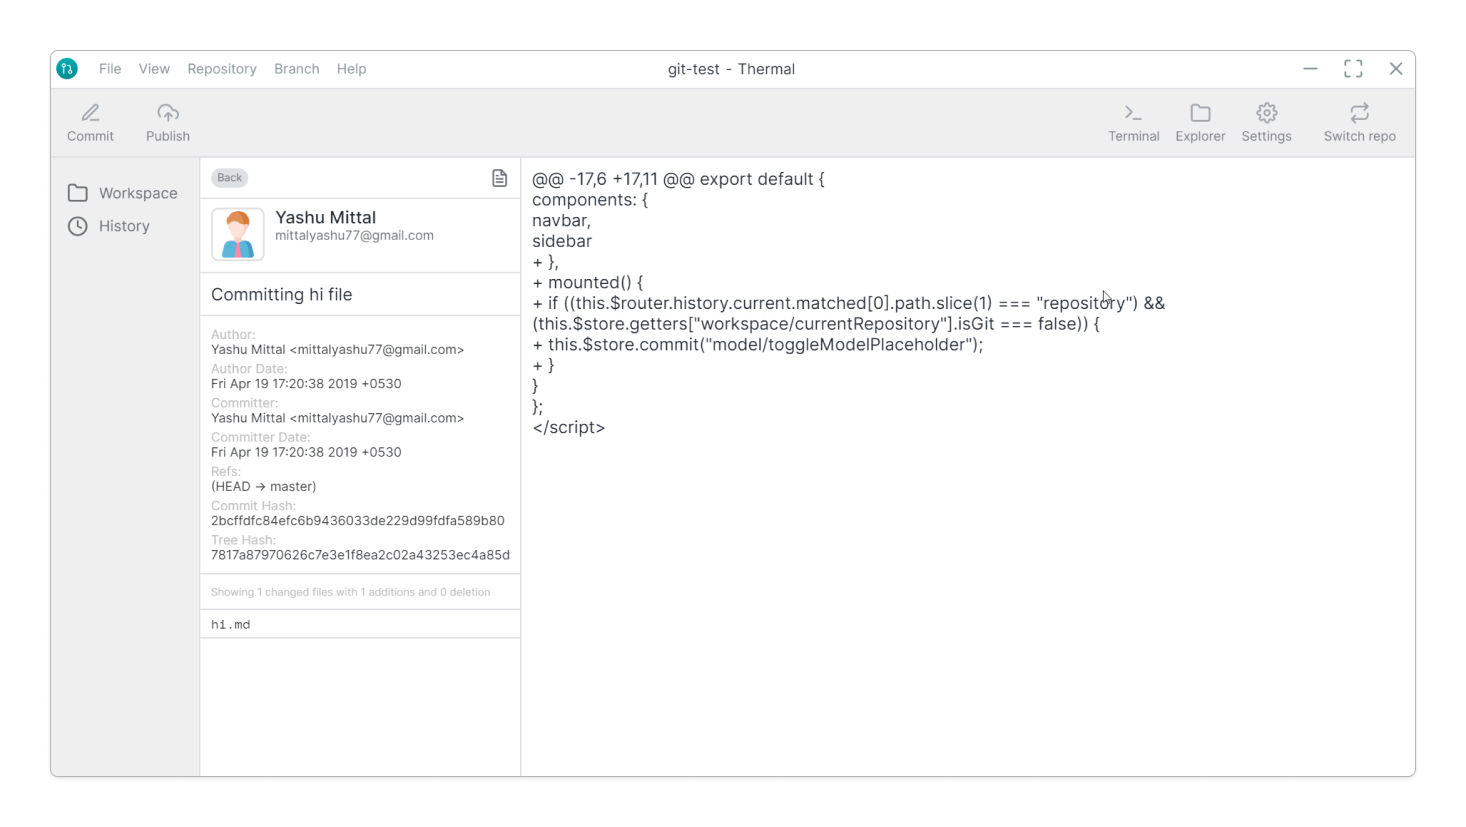 File View Repository Branch Help
git-test - Thermal
Commit
Publish
Terminal
Explorer
Settings
Switch repo
Workspace
History
Back
Yashu Mittal
mittalyashu77@gmail.com
Committing hi file
Author:
Yashu Mittal <mittalyashu77@gmail.com>
Author Date:
Fri Apr 19 17:20:38 2019 +0530
Committer:
Yashu Mittal <mittalyashu77@gmail.com>
Committer Date:
Fri Apr 19 17:20:38 2019 +0530
Refs:
(HEAD → master)
Commit Hash:
2bcffdfc84efc6b9436033de229d99fdfa589b80
Tree Hash:
7817a87970626c7e3e1f8ea2c02a43253ec4a85d
Showing 1 changed files with 1 additions and 0 deletion
hi.md
@@ -17,6 +17,11 @@ export default {
components: {
navbar,
sidebar
+ },
+ mounted() {
+ if ((this.$router.history.current.matched[0].path.slice(1) === "repository") &&
(this.$store.getters["workspace/currentRepository"].isGit === false)) {
+ this.$store.commit("model/toggleModelPlaceholder");
+ }
}
};
</script>